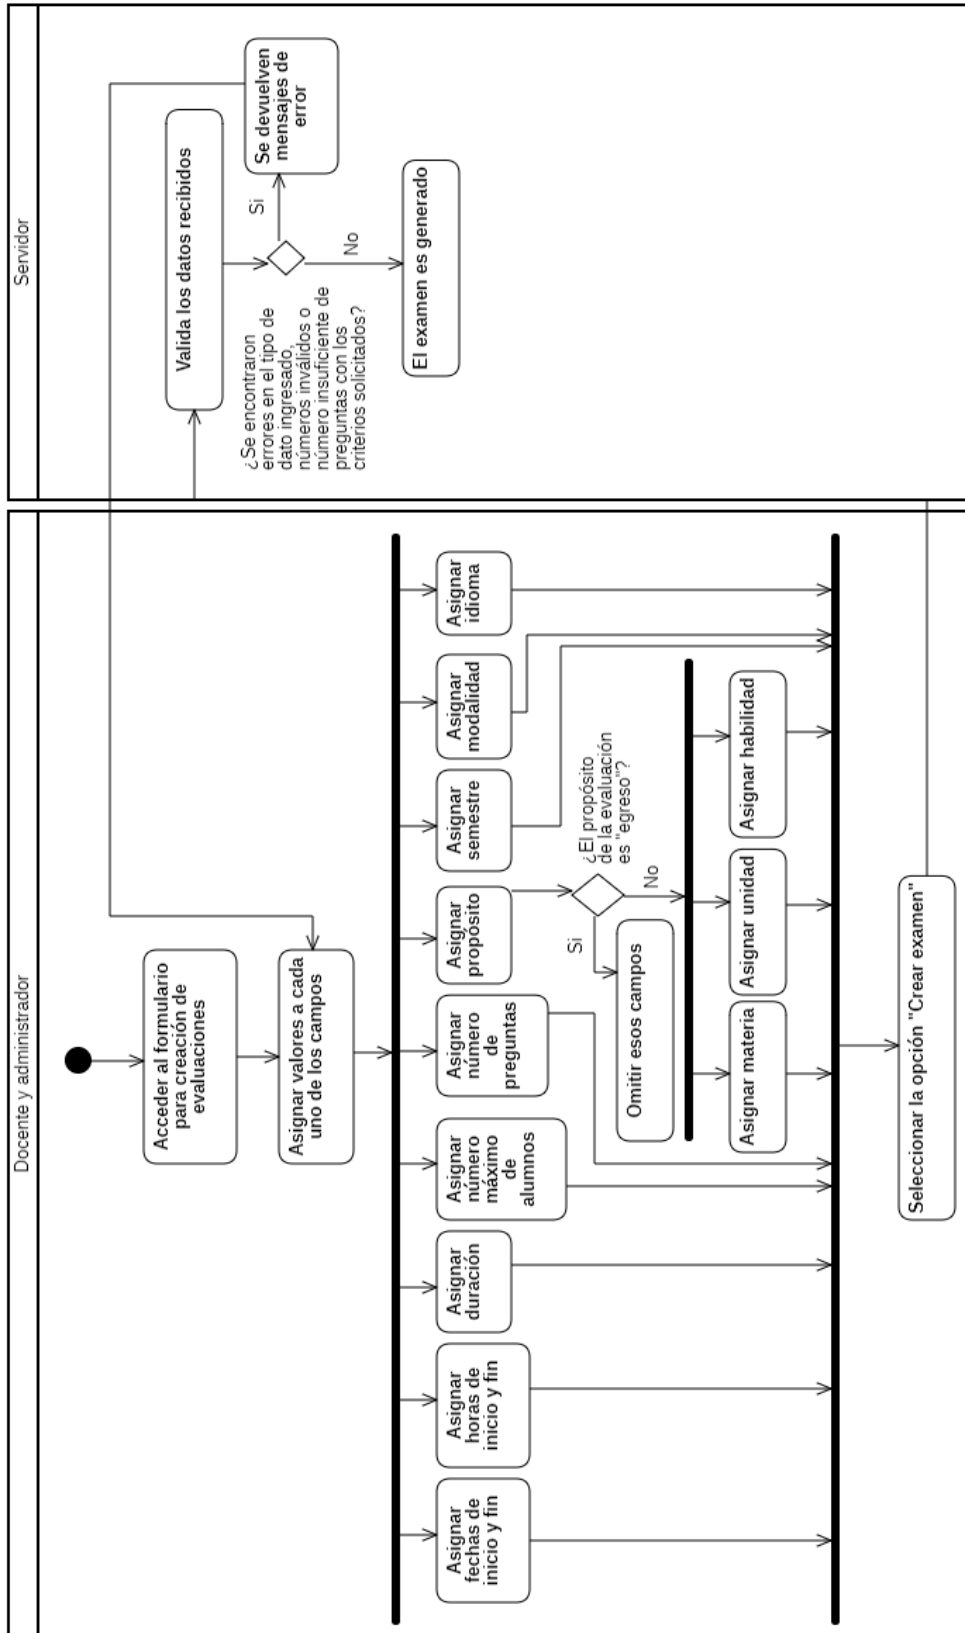 Docente y administrador
Servidor
Acceder al formulario
para creación de
evaluaciones
Asignar valores a cada
uno de los campos
Asignar
fechas de
inicio y fin
Asignar
horas de
inicio y fin
Asignar
duración
Asignar
número
máximo
de
alumnos
Asignar
número
de
preguntas
Asignar
propósito
Asignar
semestre
Asignar
modalidad
Asignar
idioma
¿El propósito
de la evaluación
es "egreso"?
Si
No
Omitir esos campos
Asignar materia
Asignar unidad
Asignar habilidad
Seleccionar la opción "Crear examen"
Valida los datos recibidos
¿Se encontraron
errores en el tipo de
dato ingresado,
números inválidos o
número insuficiente de
preguntas con los
criterios solicitados?
Si
No
Se devuelven
mensajes de
error
El examen es generado